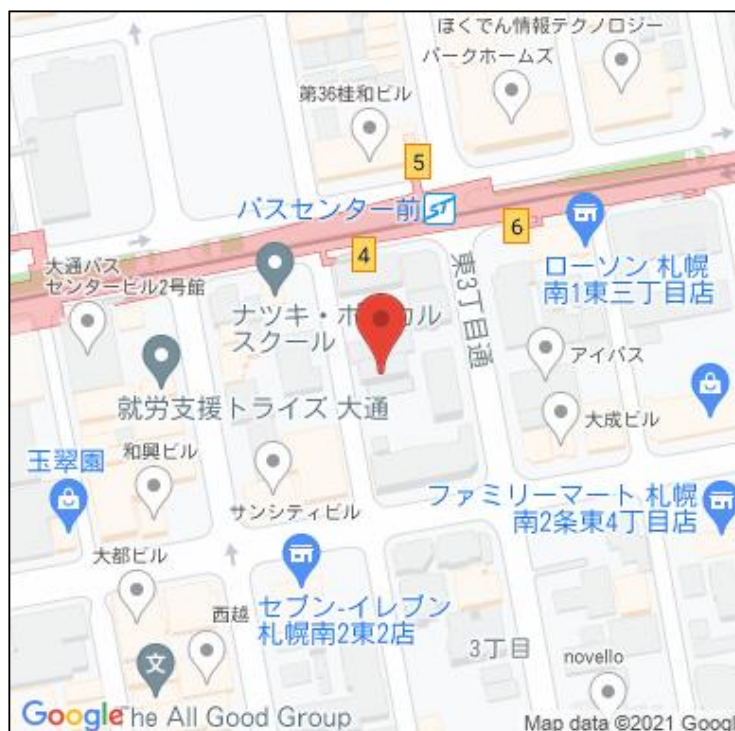 ほくでん情報テクノロジー
パークホームズ
第36桂和ビル
5
バスセンター前
ST
6
4
大通バス
センタービル2号館
ローソン 札幌
南1東三丁目店
東3丁目通
ナツキ・ボ
カル
スクール
アイバス
就労支援トライズ 大通
大成ビル
玉翠園
和興ビル
ファミリーマート 札幌
南2条東4丁目店
サンシティビル
大都ビル
セブン-イレブン
札幌南2東2店
西越
3丁目
novello
文
Google
The All Good Group
Map data ©2021 Google